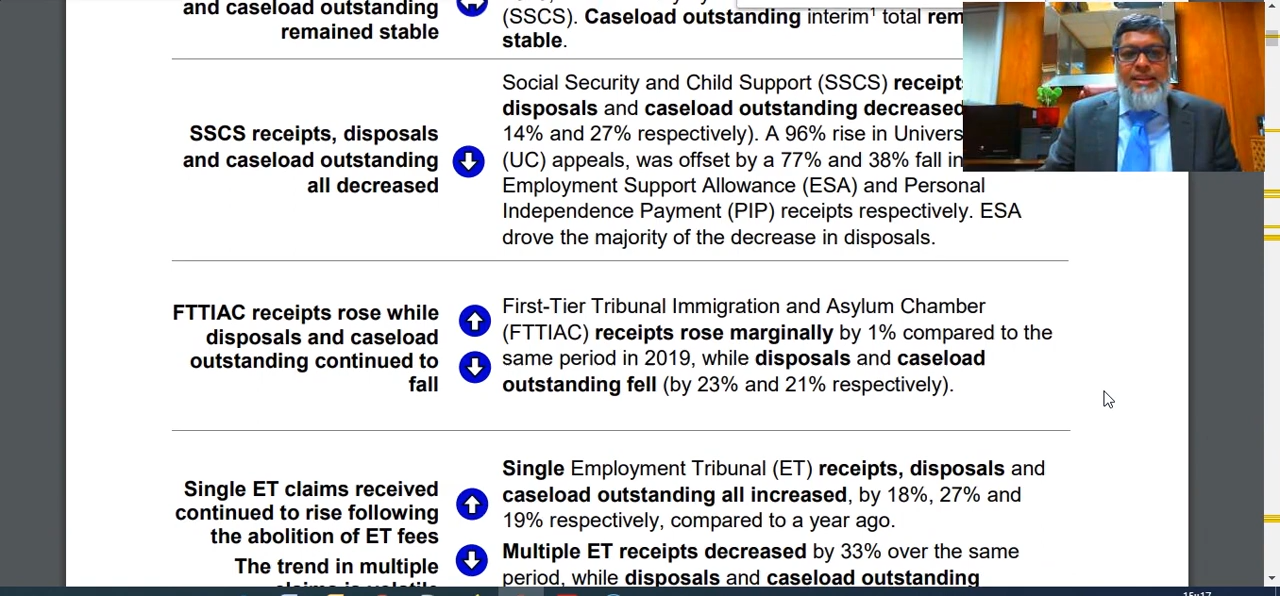 and caseload outstanding
remained stable
(SSCS). Caseload outstanding interim¹ total rem
stable.
SSCS receipts, disposals
and caseload outstanding
all decreased
Social Security and Child Support (SSCS) receipt
disposals and caseload outstanding decreased
14% and 27% respectively). A 96% rise in Univers
(UC) appeals, was offset by a 77% and 38% fall in
Employment Support Allowance (ESA) and Personal
Independence Payment (PIP) receipts respectively. ESA
drove the majority of the decrease in disposals.
FTTIAC receipts rose while
disposals and caseload
outstanding continued to
fall
First-Tier Tribunal Immigration and Asylum Chamber
(FTTIAC) receipts rose marginally by 1% compared to the
same period in 2019, while disposals and caseload
outstanding fell (by 23% and 21% respectively).
Single ET claims received
continued to rise following
the abolition of ET fees
The trend in multiple
Single Employment Tribunal (ET) receipts, disposals and
caseload outstanding all increased, by 18%, 27% and
19% respectively, compared to a year ago.
Multiple ET receipts decreased by 33% over the same
period, while disposals and caseload outstanding